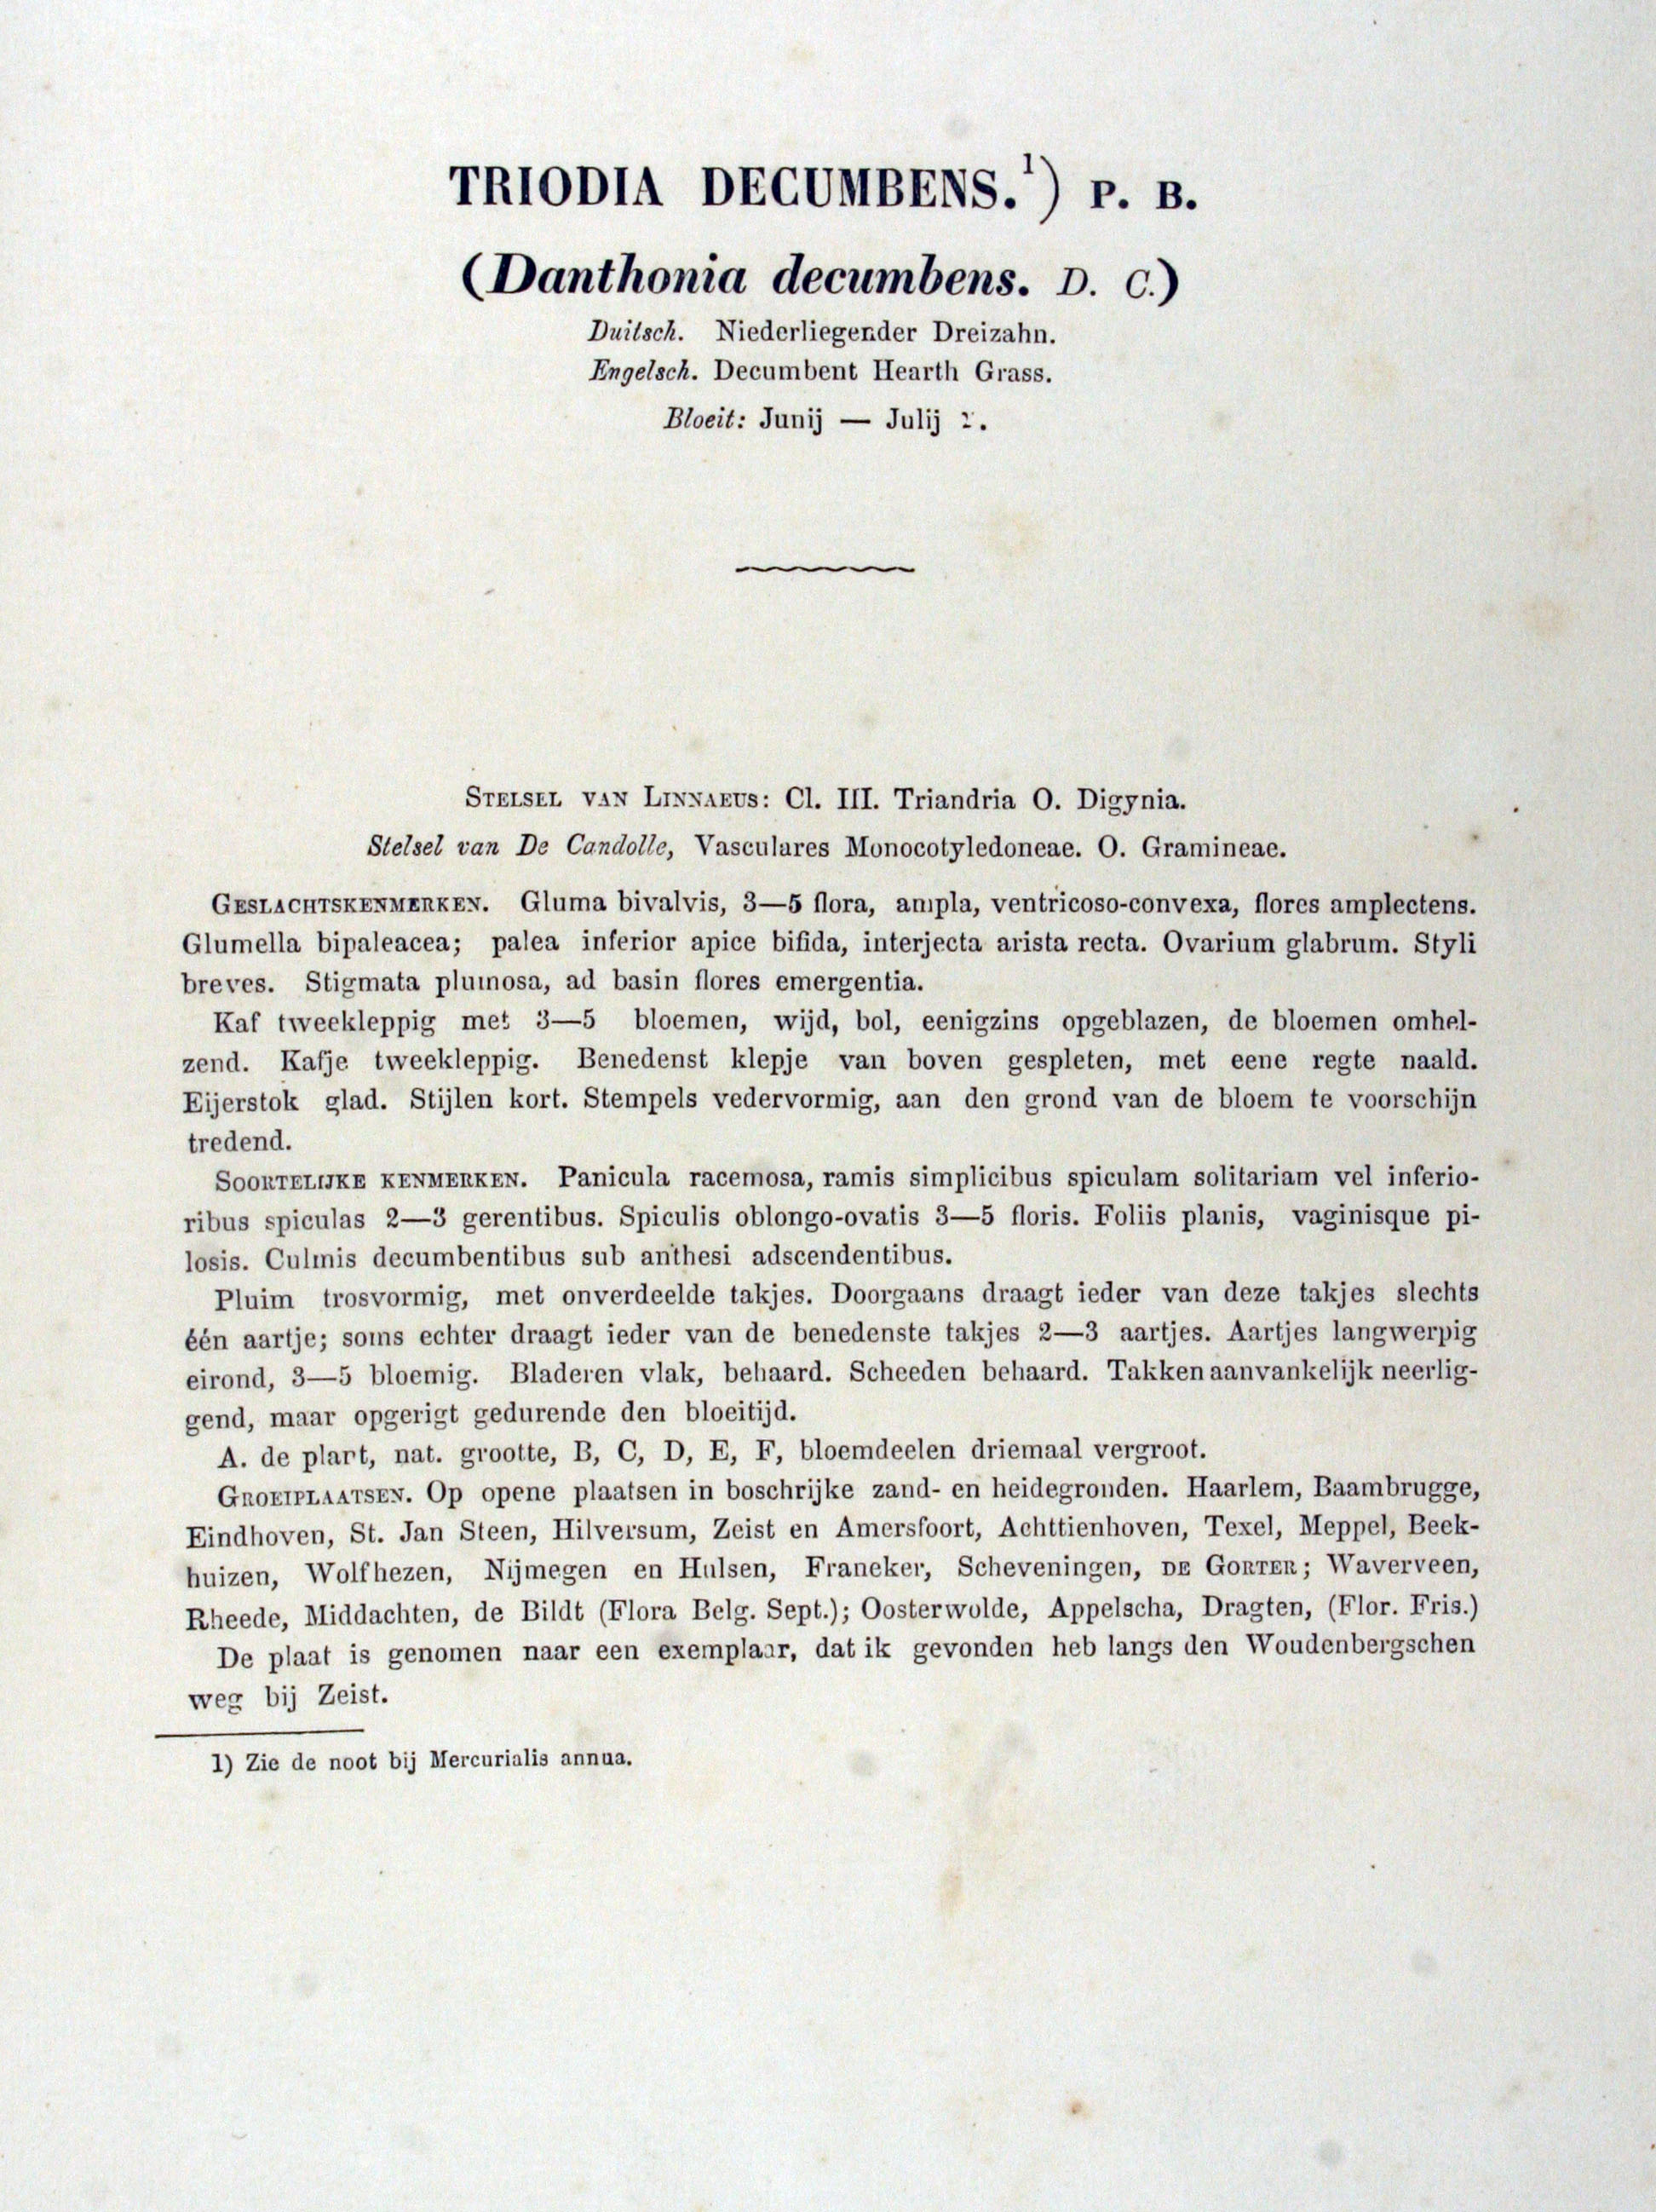 TRIODIA DECUMBENS.¹) P. B.
(Danthonia decumbens. D. C.)
Duitsch. Niederliegender Dreizahn.
Engelsch. Decumbent Hearth Grass.
Bloeit: Junij — Julij
STELSEL VAN LINNAEUS: Cl. III. Triandria O. Digynia.
Stelsel van De Candolle, Vasculares Monocotyledoneae. O. Gramineae.
GESLACHTSKENMERKEN. Gluma bivalvis, 3—5 flora, ampla, ventricoso-convexa, flores amplectens.
Glumella bipaleacea; palea inferior apice bifida, interjecta arista recta. Ovarium glabrum. Styli
breves. Stigmata plumosa, ad basin flores emergentia.
Kaf tweekleppig met 3—5 bloemen, wijd, bol, eenigzins opgeblazen, de bloemen omhel-
zend. Kafje tweekleppig. Benedenst klepje van boven gespleten, met eene regte naald.
Eijerstok glad. Stijlen kort. Stempels vedervormig, aan den grond van de bloem te voorschijn
tredend.
SOORTELIJKE KENMERKEN. Panicula racemosa, ramis simplicibus spiculam solitariam vel inferio-
ribus spiculas 2—3 gerentibus. Spiculis oblongo-ovatis 3—5 floris. Foliis planis, vaginisque pi-
losis. Culmis decumbentibus sub anthesi adscendentibus.
Pluim trosvormig, met onverdeelde takjes. Doorgaans draagt ieder van deze takjes slechts
één aartje; soms echter draagt ieder van de benedenste takjes 2—3 aartjes. Aartjes langwerpig
eirond, 3—5 bloemig. Bladeren vlak, behaard. Scheeden behaard. Takken aanvankelijk neerlig-
gend, maar opgerigt gedurende den bloeitijd.
A. de plant, nat. grootte, B, C, D, E, F, bloemdeelen driemaal vergroot.
GROEIPLAATSEN. Op opene plaatsen in boschrijke zand- en heidegronden. Haarlem, Baambrugge,
Eindhoven, St. Jan Steen, Hilversum, Zeist en Amersfoort, Achttienhoven, Texel, Meppel, Beek-
huizen, Wolfhezen, Nijmegen en Hulsen, Franeker, Scheveningen, DE GORTER; Waverveen,
Rheede, Middachten, de Bildt (Flora Belg. Sept.); Oosterwolde, Appelscha, Dragten, (Flor. Fris.)
De plaat is genomen naar een exemplaar, dat ik gevonden heb langs den Woudenbergschen
weg bij Zeist.
1) Zie de noot bij Mercurialis annua.